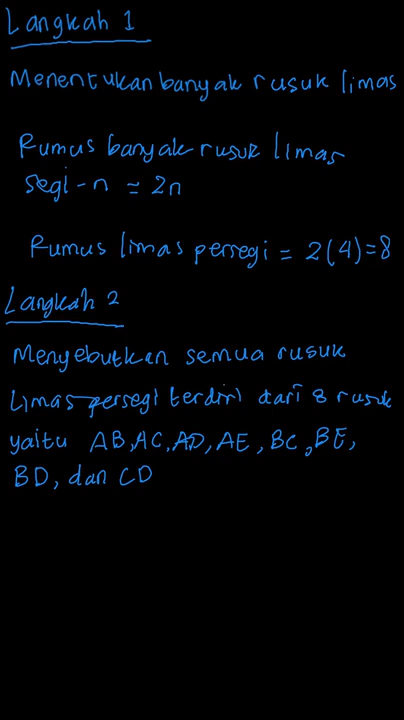 Langkah 1
Menentukan banyak rusuk limas
Rumus banyak rusuk limas
segi-n = 2n
Rumus limas persegi = 2(4)=8
Langkah 2
Menyebutkan semua rusuk
Limas persegi terdiri dari 8 rusuk
yaitu AB, AC, AD, AE, BC, BE,
BD, dan CD